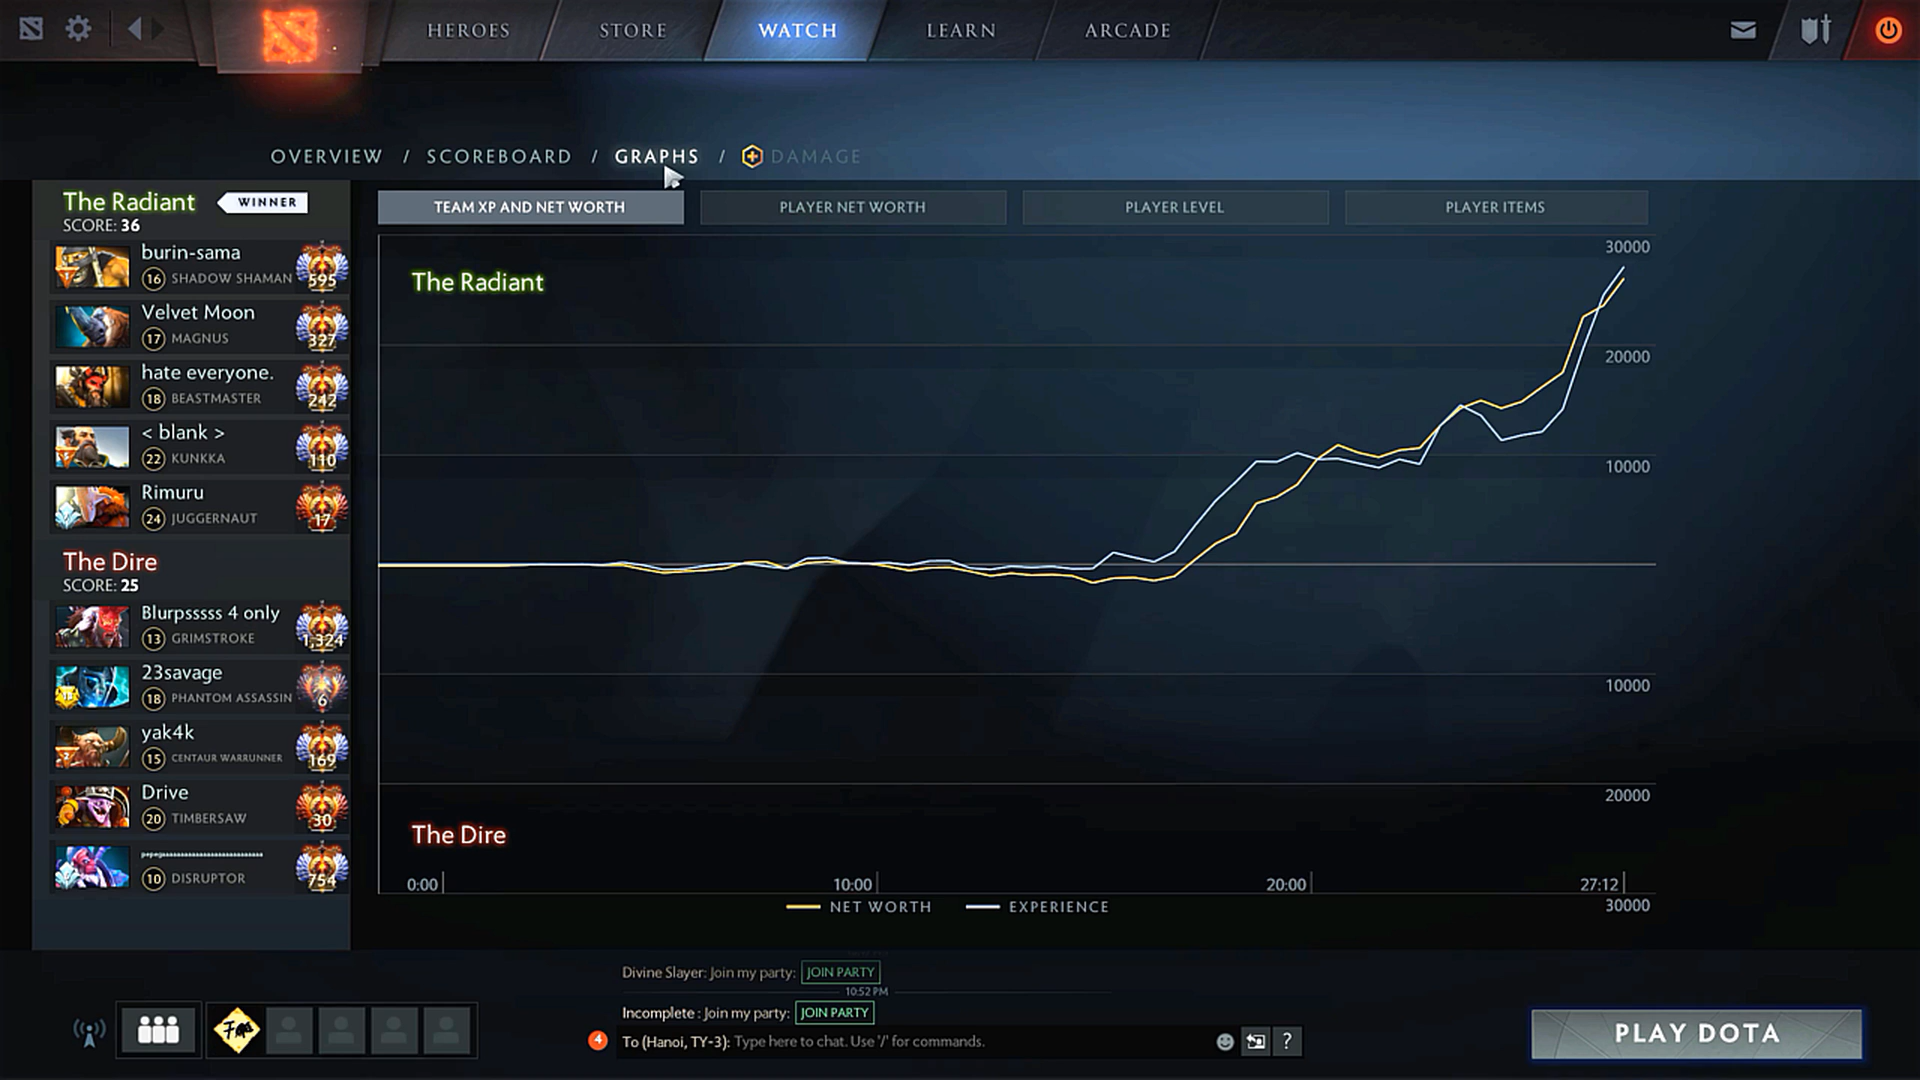 HEROES
STORE
WATCH
LEARN
ARCADE
OVERVIEW / SCOREBOARD / GRAPHS / DAMAGE
The Radiant WINNER
SCORE: 36
burin-sama
16 SHADOW SHAMAN 595
Velvet Moon
17 MAGNUS 327
hate everyone.
18 BEASTMASTER 242
< blank >
22 KUNKKA 110
Rimuru
24 JUGGERNAUT 17
The Dire
SCORE: 25
Blurpsssss 4 only
13 GRIMSTROKE 1,324
23savage
18 PHANTOM ASSASSIN 6
yak4k
15 CENTAUR WARRUNNER 169
Drive
20 TIMBERSAW 30
10 DISRUPTOR 754
TEAM XP AND NET WORTH
PLAYER NET WORTH
PLAYER LEVEL
PLAYER ITEMS
The Radiant
30000
20000
10000
10000
20000
30000
The Dire
0:00
10:00
20:00
27:12
NET WORTH
EXPERIENCE
Divine Slayer: Join my party: JOIN PARTY
10:52 PM
Incomplete : Join my party: JOIN PARTY
4 To (Hanoi, TY-3): Type here to chat. Use '/' for commands.
?
PLAY DOTA